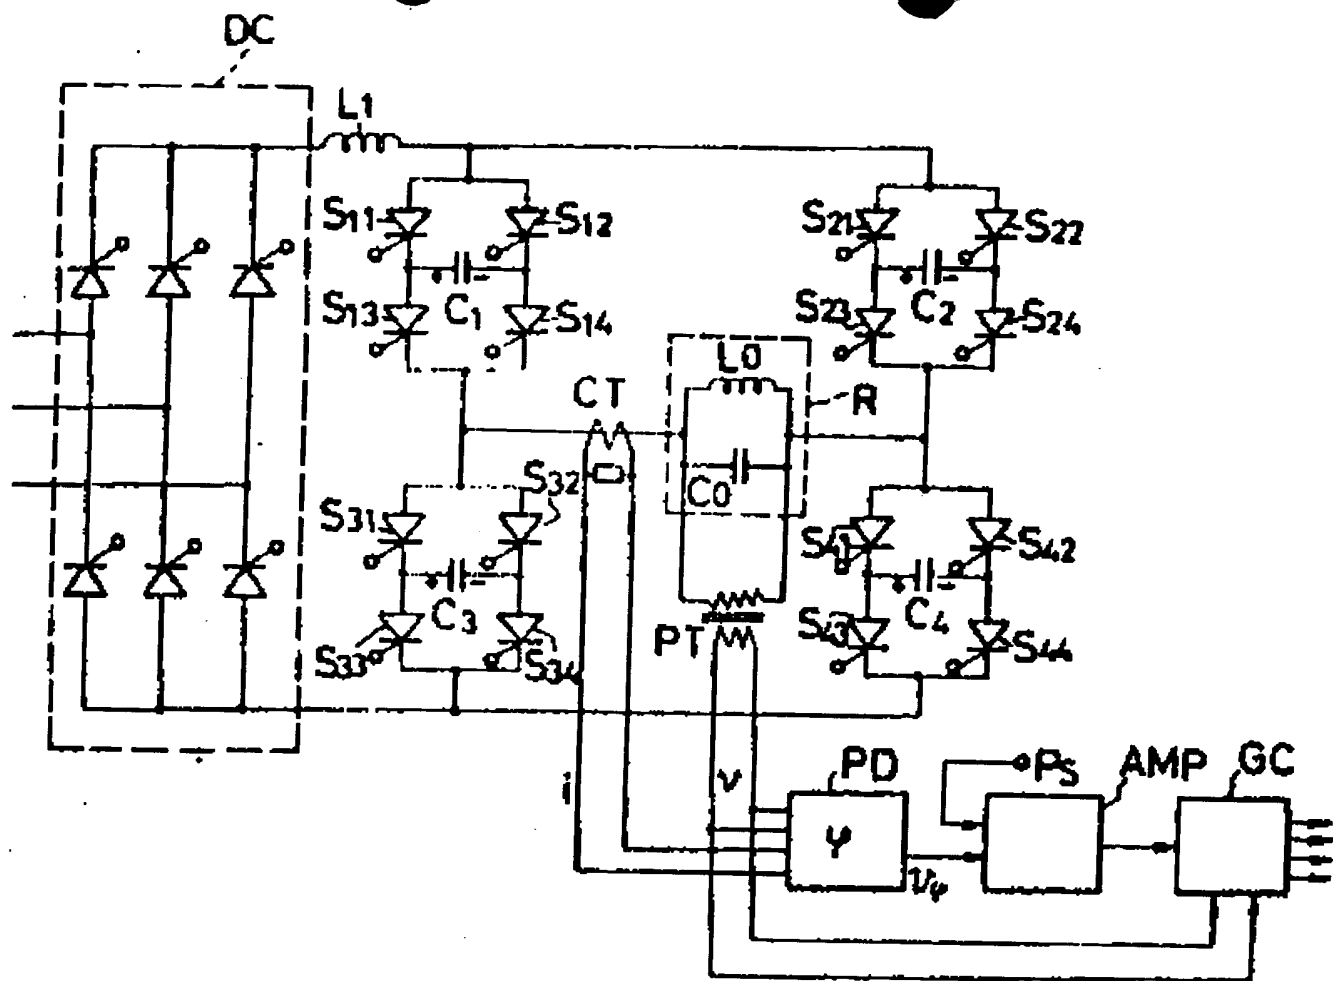 DC
L1
S11 S12 S21 S22
C1 C2
S13 S14 S23 S24
L0
CT R
C0
S32
S31 S41 S42
C3 C4
PT S43
S33 S34 S44
i v PD PS AMP GC
φ
Vφ